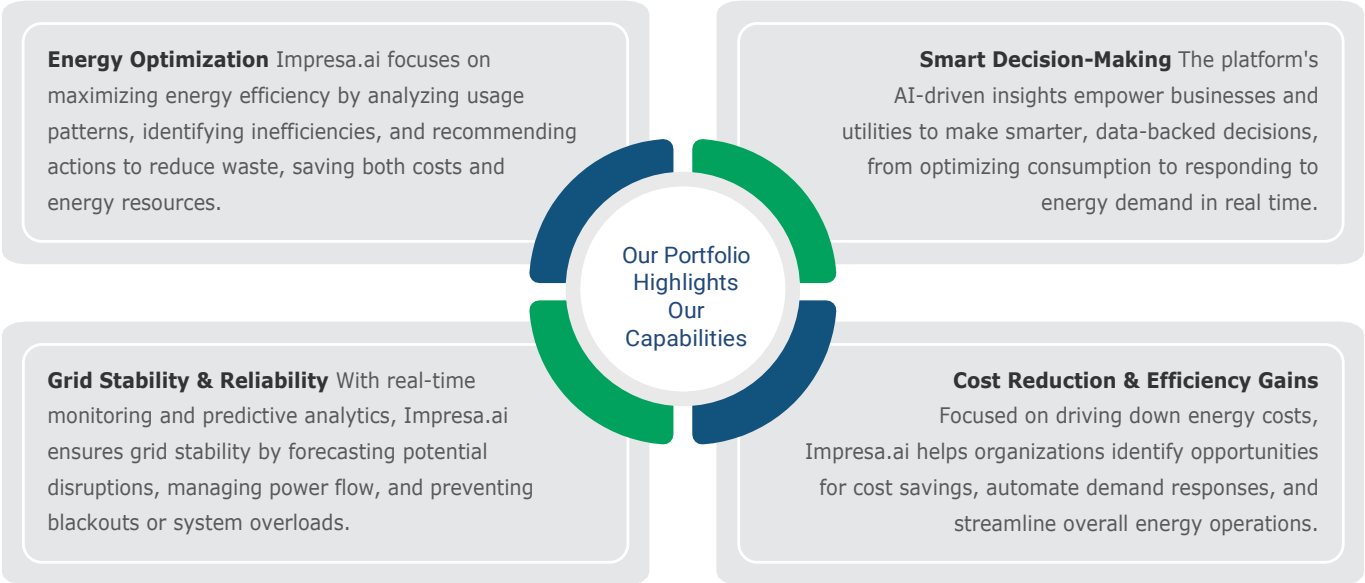 Energy Optimization Impresa.ai focuses on
maximizing energy efficiency by analyzing usage
patterns, identifying inefficiencies, and recommending
actions to reduce waste, saving both costs and
energy resources.
Smart Decision-Making The platform's
AI-driven insights empower businesses and
utilities to make smarter, data-backed decisions,
from optimizing consumption to responding to
energy demand in real time.
Our Portfolio
Highlights
Our
Capabilities
Grid Stability & Reliability With real-time
monitoring and predictive analytics, Impresa.ai
ensures grid stability by forecasting potential
disruptions, managing power flow, and preventing
blackouts or system overloads.
Cost Reduction & Efficiency Gains
Focused on driving down energy costs,
Impresa.ai helps organizations identify opportunities
for cost savings, automate demand responses, and
streamline overall energy operations.